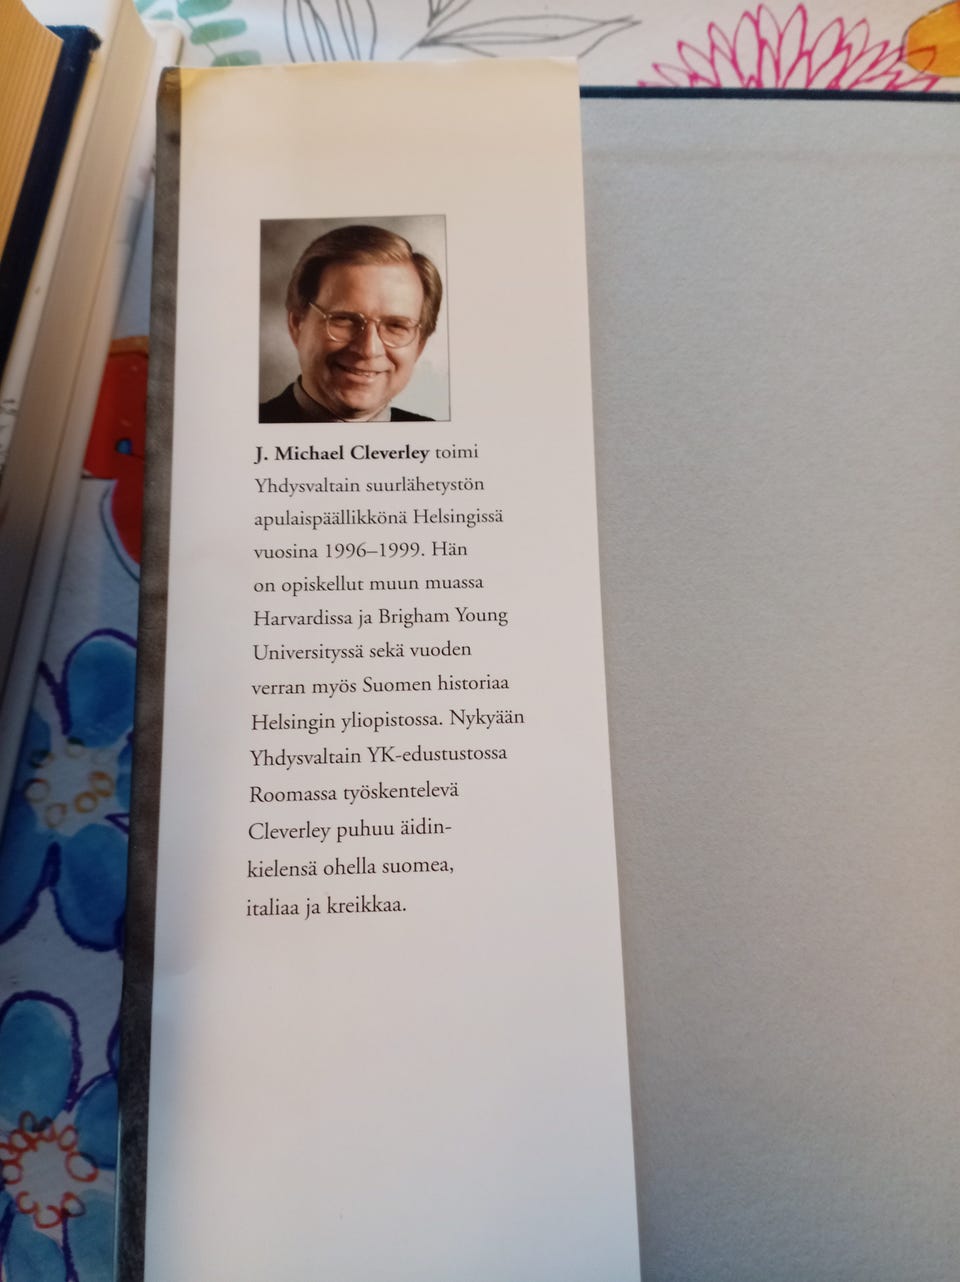 J. Michael Cleverley toimi
Yhdysvaltain suurlähetystön
apulaispäällikkönä Helsingissä
vuosina 1996–1999. Hän
on opiskellut muun muassa
Harvardissa ja Brigham Young
Universityssä sekä vuoden
verran myös Suomen historiaa
Helsingin yliopistossa. Nykyään
Yhdysvaltain YK-edustustossa
Roomassa työskentelevä
Cleverley puhuu äidin-
kielensä ohella suomea,
italiaa ja kreikkaa.